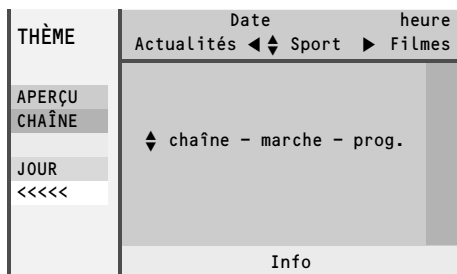 THÈME
Date heure
Actualités ◀ ♦ Sport ▶ Filmes
APERÇU
CHAÎNE
♦ chaîne – marche – prog.
JOUR
<<<<<
Info